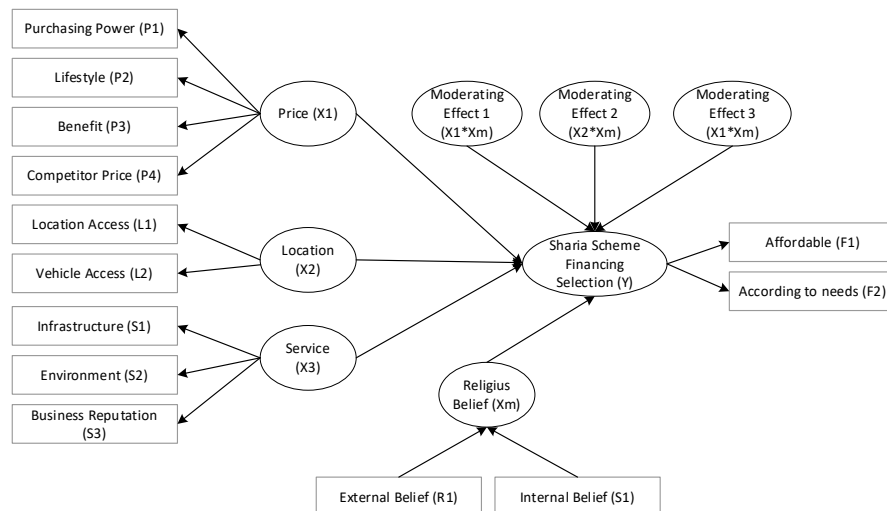 Purchasing Power (P1)
Lifestyle (P2)
Benefit (P3)
Competitor Price (P4)
Location Access (L1)
Vehicle Access (L2)
Infrastructure (S1)
Environment (S2)
Business Reputation
(S3)
Price (X1)
Location
(X2)
Service
(X3)
Moderating
Effect 1
(X1*Xm)
Moderating
Effect 2
(X2*Xm)
Moderating
Effect 3
(X1*Xm)
Sharia Scheme
Financing
Selection (Y)
Affordable (F1)
According to needs (F2)
Religius
Belief (Xm)
External Belief (R1)
Internal Belief (S1)